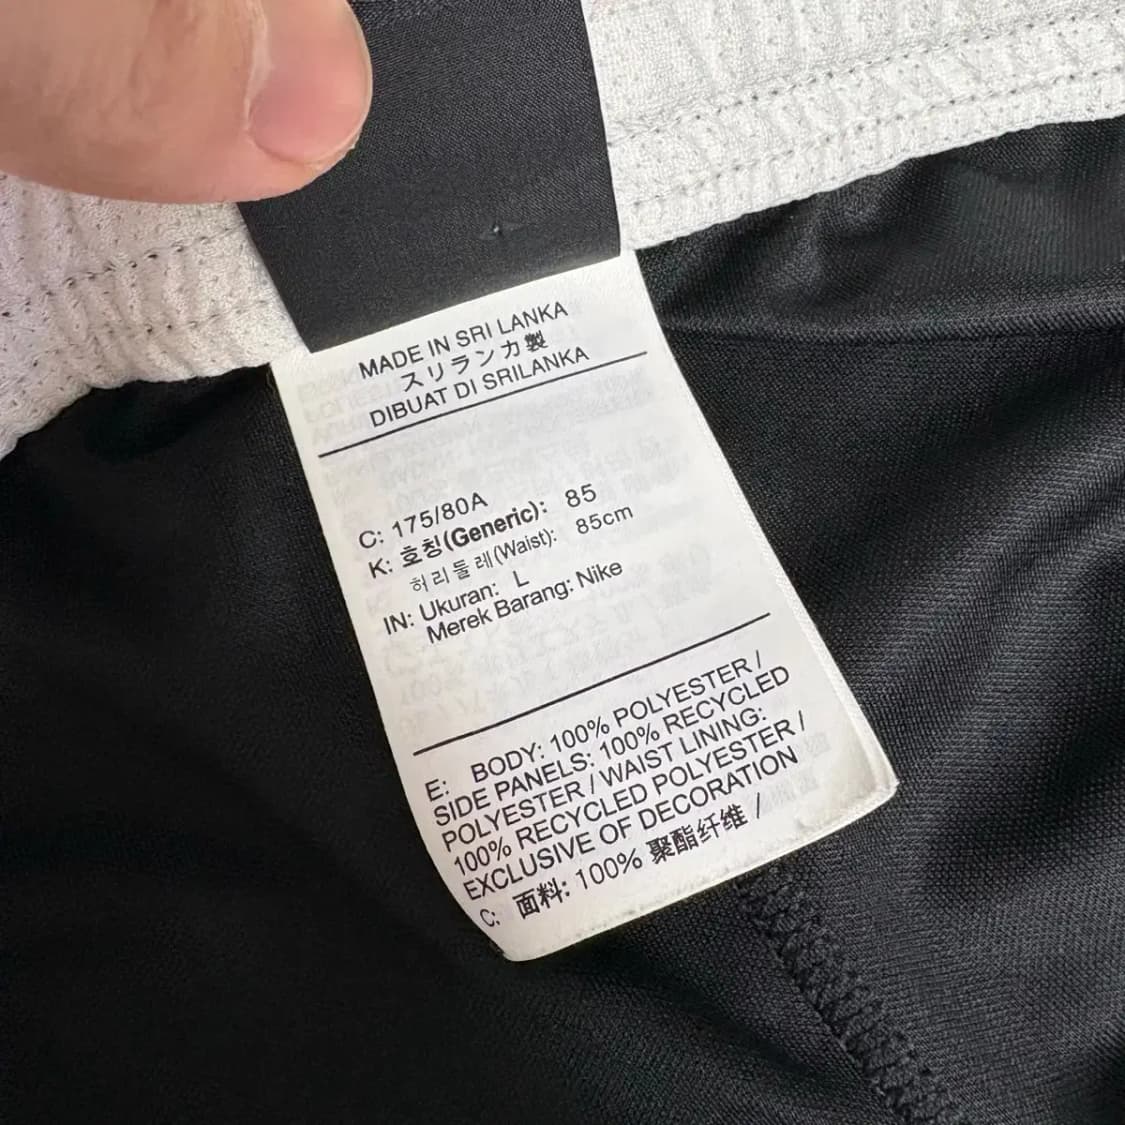 MADE IN SRI LANKA
スリランカ製
DIBUAT DI SRILANKA
C: 175/80A
K: 호칭(Generic): 85
허리둘레(Waist): 85cm
IN: Ukuran: L
Merek Barang: Nike
E: BODY: 100% POLYESTER /
SIDE PANELS: 100% RECYCLED
POLYESTER / WAIST LINING:
100% RECYCLED POLYESTER /
EXCLUSIVE OF DECORATION
C: 面料: 100% 聚酯纤维 /